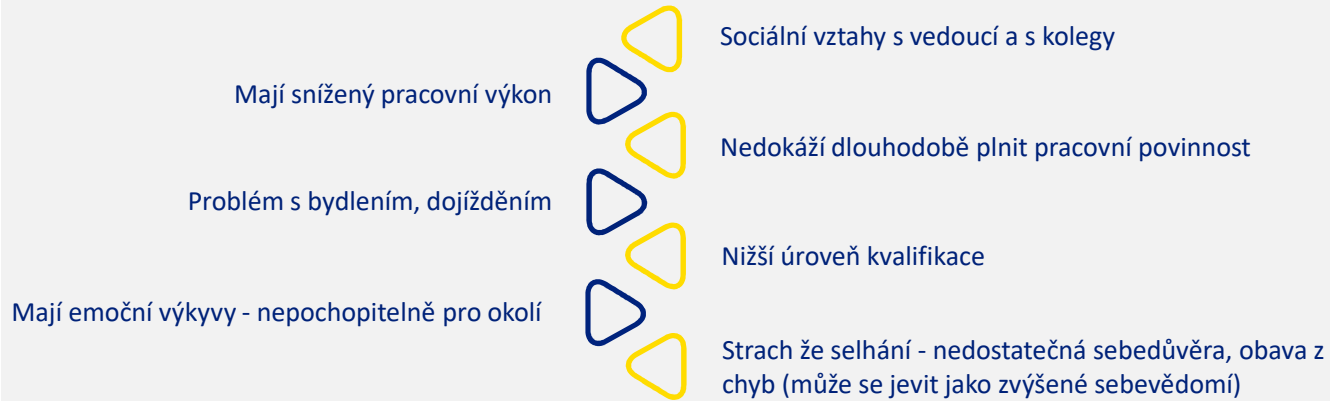 Sociální vztahy s vedoucí a s kolegy
Mají snížený pracovní výkon
Nedokáží dlouhodobě plnit pracovní povinnost
Problém s bydlením, dojížděním
Nižší úroveň kvalifikace
Mají emoční výkyvy - nepochopitelně pro okolí
Strach že selhání - nedostatečná sebedůvěra, obava z
chyb (může se jevit jako zvýšené sebevědomí)